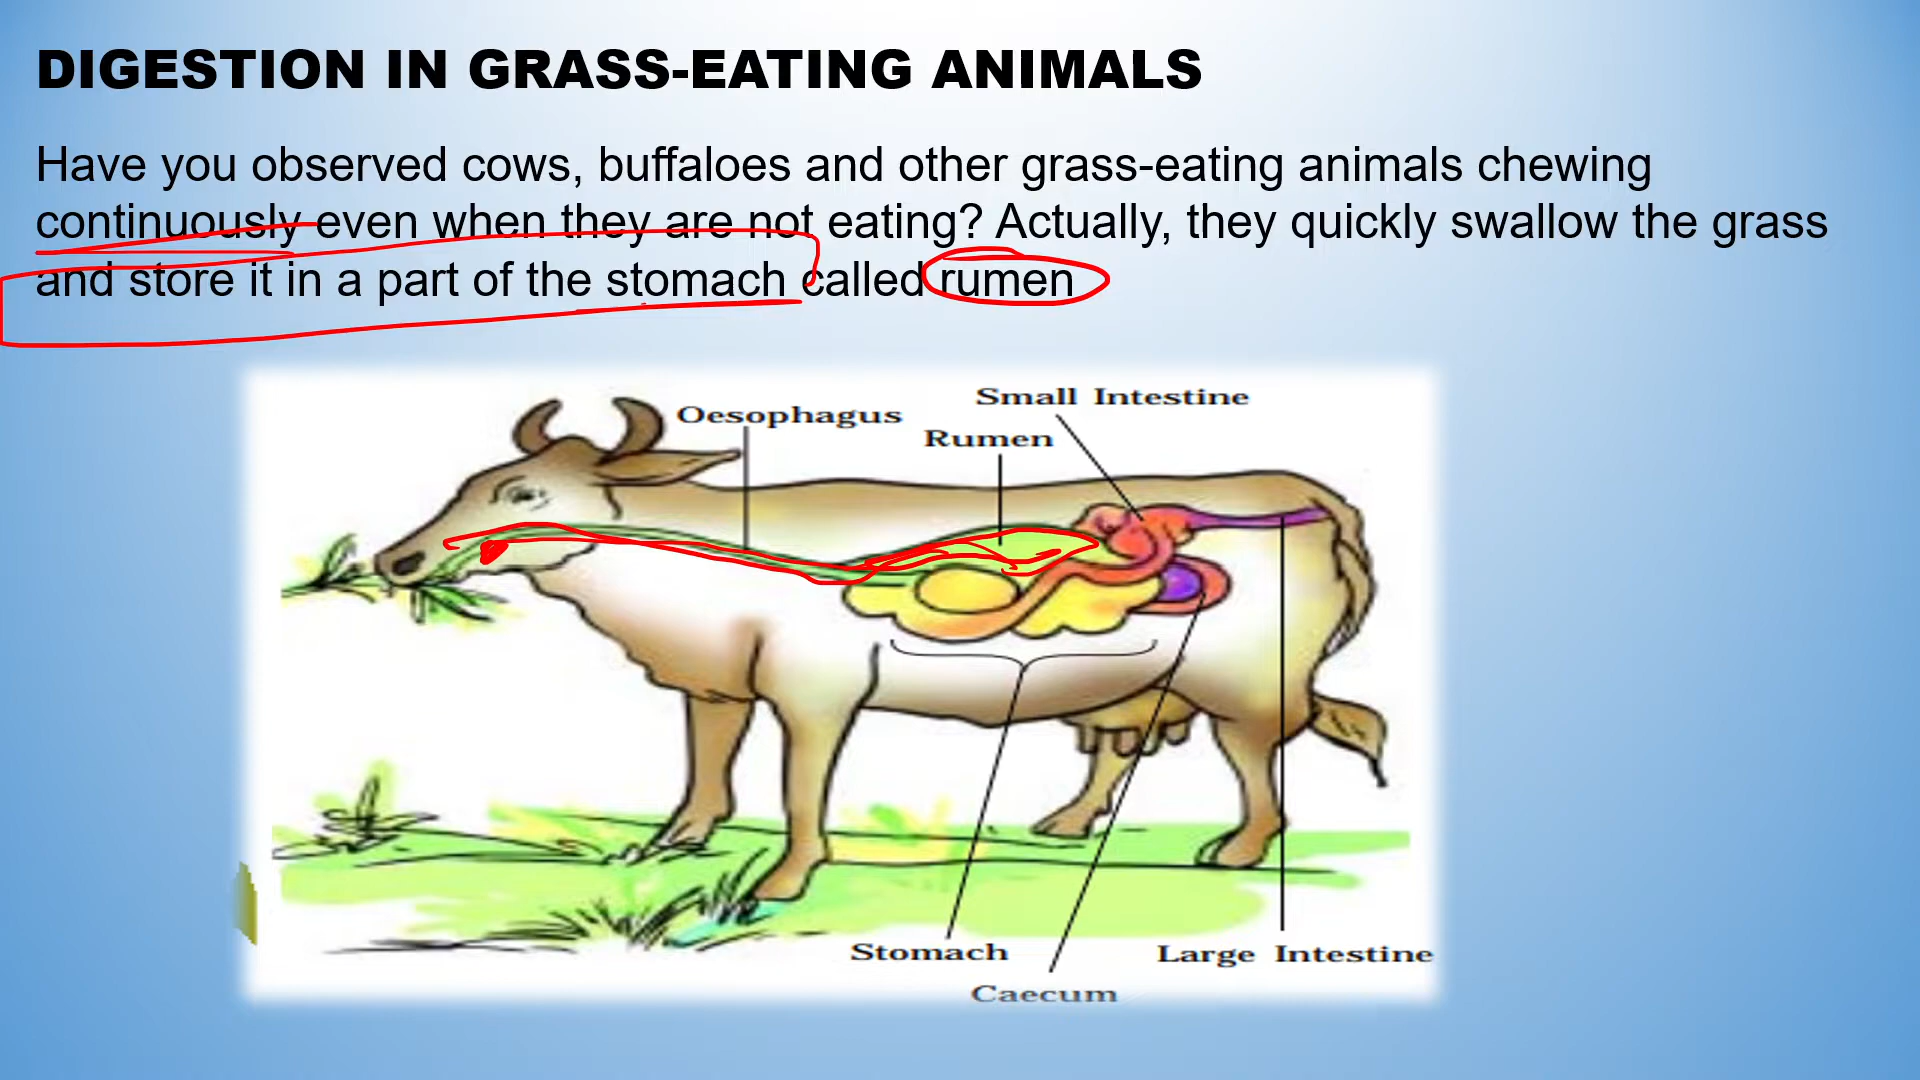 DIGESTION IN GRASS-EATING ANIMALS
Have you observed cows, buffaloes and other grass-eating animals chewing
continuously even when they are not eating? Actually, they quickly swallow the grass
and store it in a part of the stomach called rumen
Small Intestine
Oesophagus
Rumen
Stomach
Large Intestine
Caecum